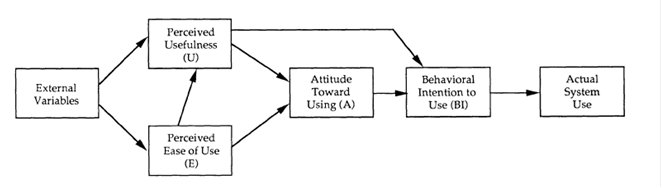 External
Variables
Perceived
Usefulness
(U)
Perceived
Ease of Use
(E)
Attitude
Toward
Using (A)
Behavioral
Intention to
Use (BI)
Actual
System
Use